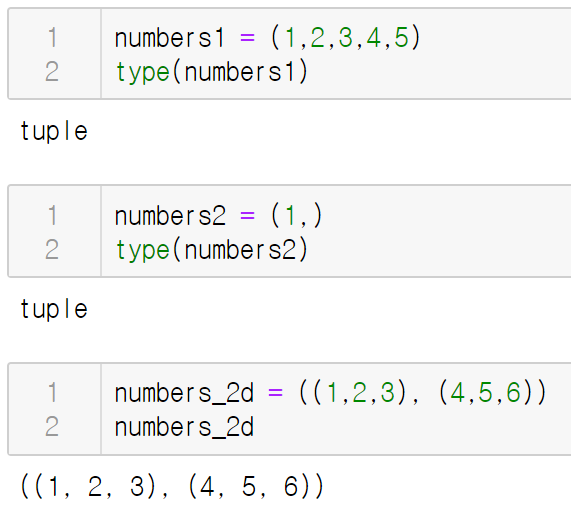 1 numbers1 = (1,2,3,4,5)
2 type(numbers1)
tuple
1 numbers2 = (1,)
2 type(numbers2)
tuple
1 numbers_2d = ((1,2,3), (4,5,6))
2 numbers_2d
((1, 2, 3), (4, 5, 6))